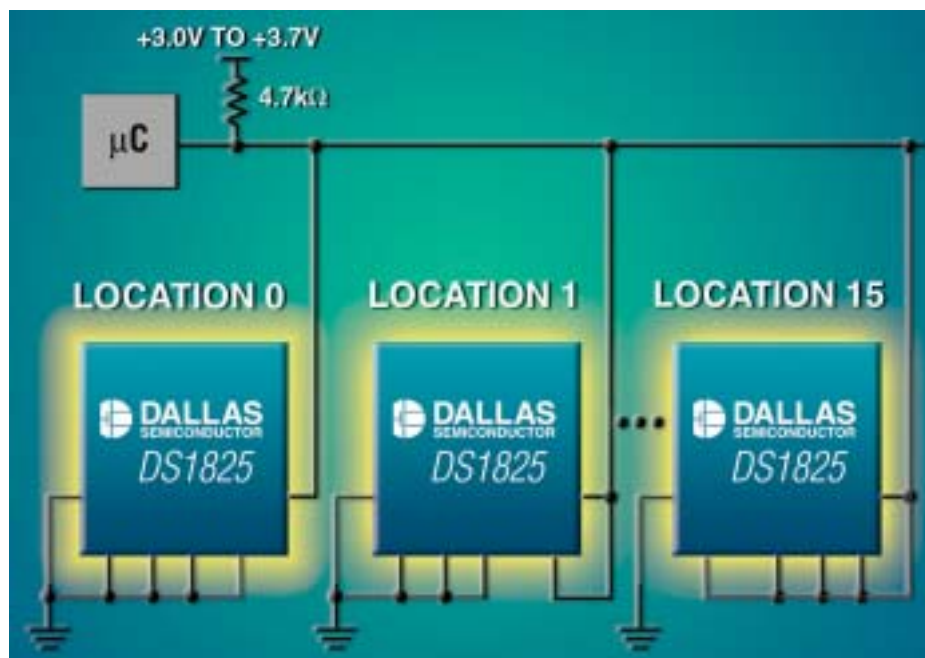 +3.0V TO +3.7V
4.7kΩ
μC
LOCATION 0
LOCATION 1
LOCATION 15
DALLAS
SEMICONDUCTOR
DS1825
DALLAS
SEMICONDUCTOR
DS1825
DALLAS
SEMICONDUCTOR
DS1825